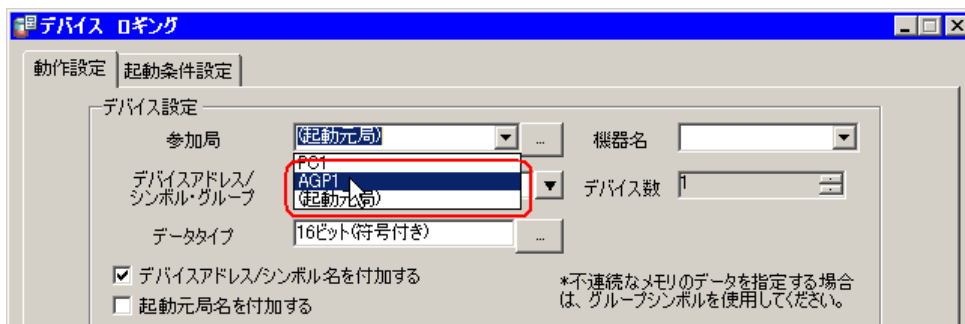 デバイス ロギング
動作設定 起動条件設定
デバイス設定
参加局 (起動元局) ... 機器名
PC1
AGP1
(起動元局)
デバイスアドレス/
シンボル・グループ
デバイス数 1
データタイプ 16ビット(符号付き) ...
デバイスアドレス/シンボル名を付加する
起動元局名を付加する
*不連続なメモリのデータを指定する場合
は、グループシンボルを使用してください。